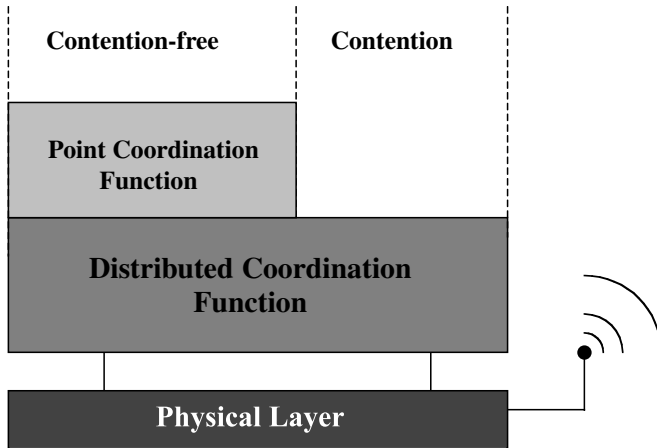 Contention-free
Contention
Point Coordination
Function
Distributed Coordination
Function
Physical Layer